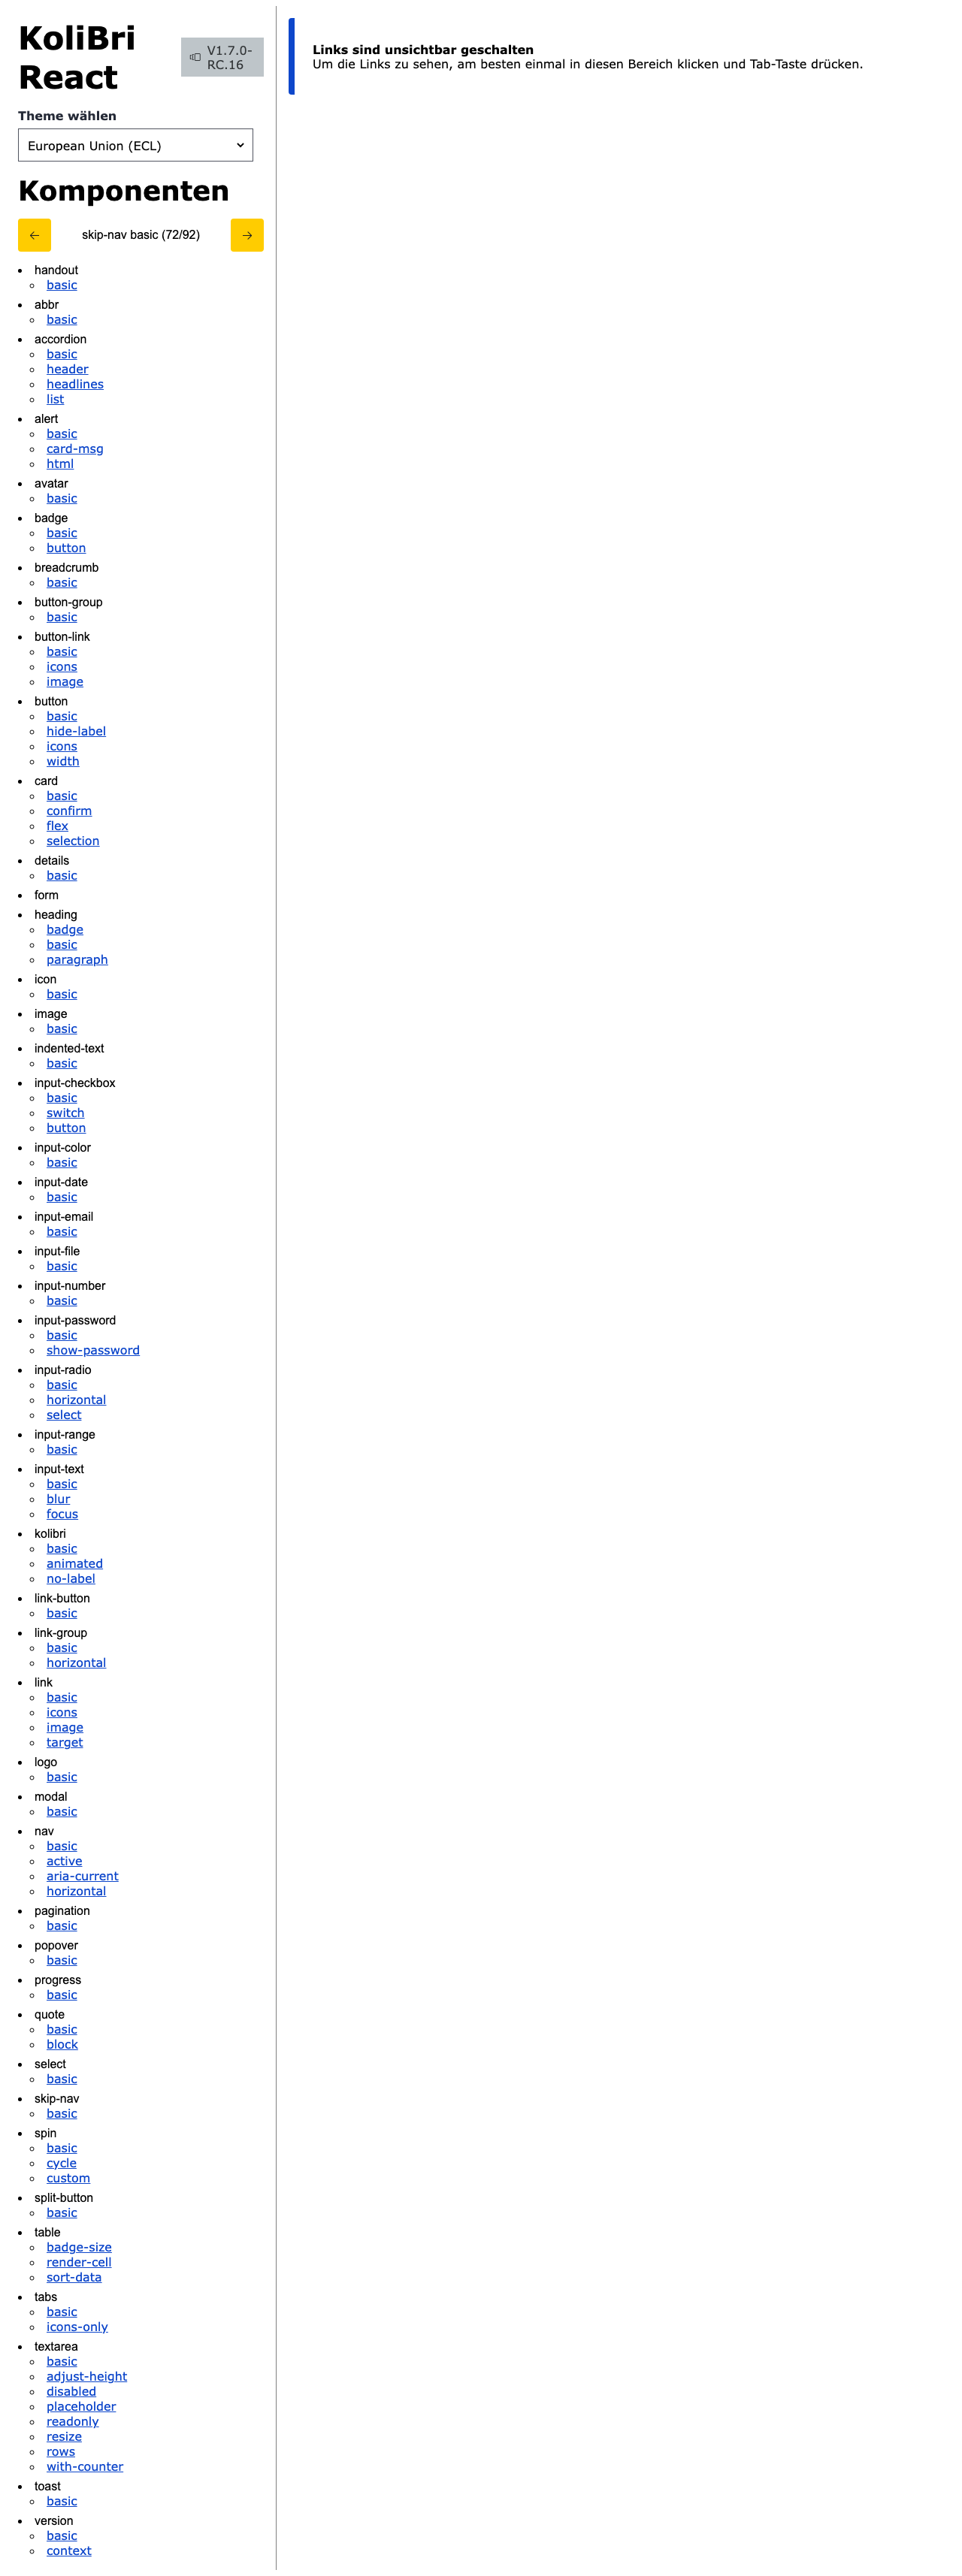 KoliBri
React
V1.7.0-
RC.16
Theme wählen
European Union (ECL)
Komponenten
skip-nav basic (72/92)
handout
basic
abbr
basic
accordion
basic
header
headlines
list
alert
basic
card-msg
html
avatar
basic
badge
basic
button
breadcrumb
basic
button-group
basic
button-link
basic
icons
image
button
basic
hide-label
icons
width
card
basic
confirm
flex
selection
details
basic
form
heading
badge
basic
paragraph
icon
basic
image
basic
indented-text
basic
input-checkbox
basic
switch
button
input-color
basic
input-date
basic
input-email
basic
input-file
basic
input-number
basic
input-password
basic
show-password
input-radio
basic
horizontal
select
input-range
basic
input-text
basic
blur
focus
kolibri
basic
animated
no-label
link-button
basic
link-group
basic
horizontal
link
basic
icons
image
target
logo
basic
modal
basic
nav
basic
active
aria-current
horizontal
pagination
basic
popover
basic
progress
basic
quote
basic
block
select
basic
skip-nav
basic
spin
basic
cycle
custom
split-button
basic
table
badge-size
render-cell
sort-data
tabs
basic
icons-only
textarea
basic
adjust-height
disabled
placeholder
readonly
resize
rows
with-counter
toast
basic
version
basic
context
Links sind unsichtbar geschalten
Um die Links zu sehen, am besten einmal in diesen Bereich klicken und Tab-Taste drücken.